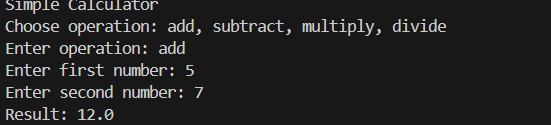 Simple Calculator
Choose operation: add, subtract, multiply, divide
Enter operation: add
Enter first number: 5
Enter second number: 7
Result: 12.0